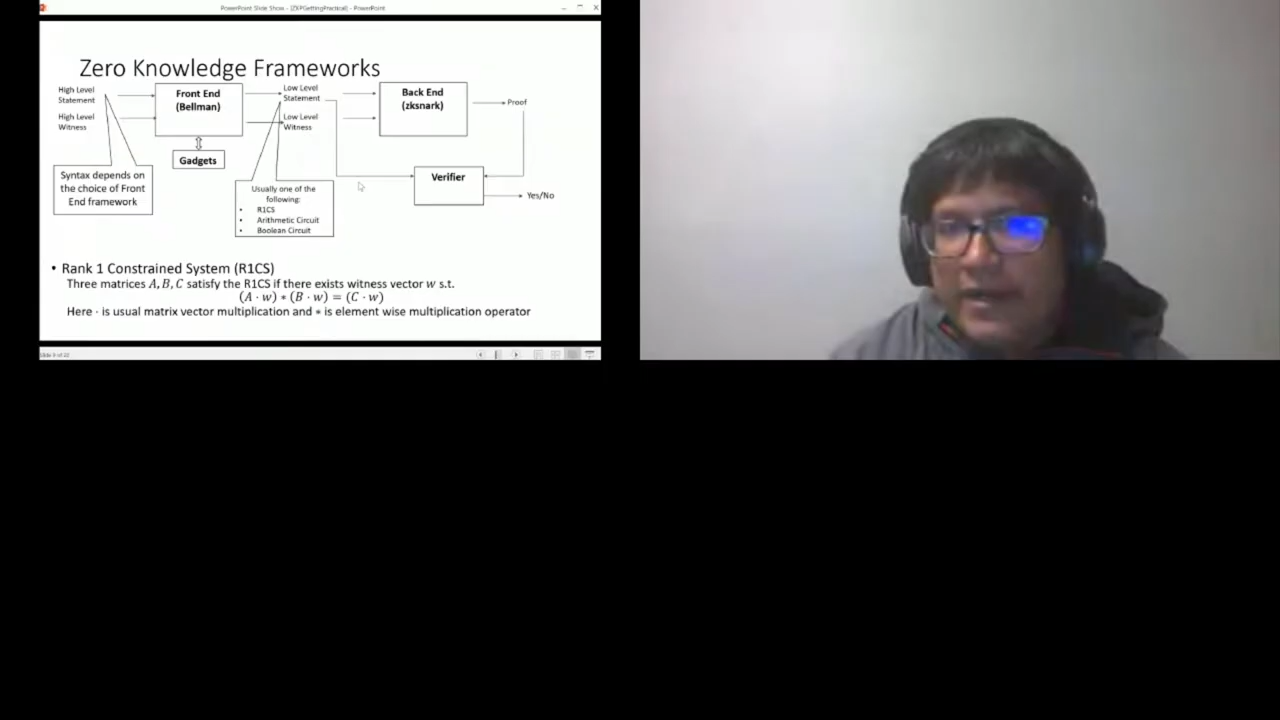 PowerPoint Slide Show - [ZKPGettingPractical] - PowerPoint
Zero Knowledge Frameworks
High Level
Statement
High Level
Witness
Front End
(Bellman)
Gadgets
Low Level
Statement
Low Level
Witness
Back End
(zksnark)
Proof
Verifier
Yes/No
Syntax depends on
the choice of Front
End framework
Usually one of the
following:
• R1CS
• Arithmetic Circuit
• Boolean Circuit
• Rank 1 Constrained System (R1CS)
Three matrices A, B, C satisfy the R1CS if there exists witness vector w s.t.
(A · w) ∗ (B · w) = (C · w)
Here · is usual matrix vector multiplication and ∗ is element wise multiplication operator
Slide 9 of 22